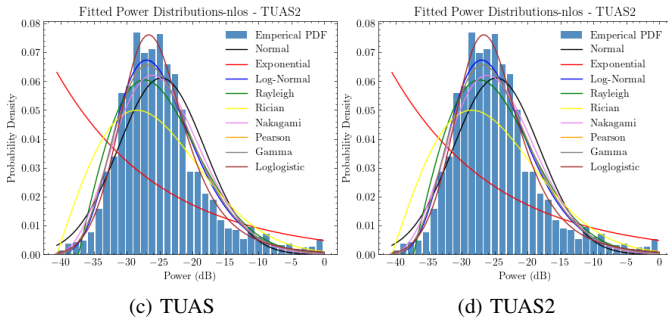 Fitted Power Distributions-nlos - TUAS2
0.08
0.07
0.06
0.05
0.04
0.03
0.02
0.01
0.00
Probability Density
Emperical PDF
Normal
Exponential
Log-Normal
Rayleigh
Rician
Nakagami
Pearson
Gamma
Loglogistic
−40 −35 −30 −25 −20 −15 −10 −5 0
Power (dB)
(c) TUAS
Fitted Power Distributions-nlos - TUAS2
0.08
0.07
0.06
0.05
0.04
0.03
0.02
0.01
0.00
Probability Density
Emperical PDF
Normal
Exponential
Log-Normal
Rayleigh
Rician
Nakagami
Pearson
Gamma
Loglogistic
−40 −35 −30 −25 −20 −15 −10 −5 0
Power (dB)
(d) TUAS2